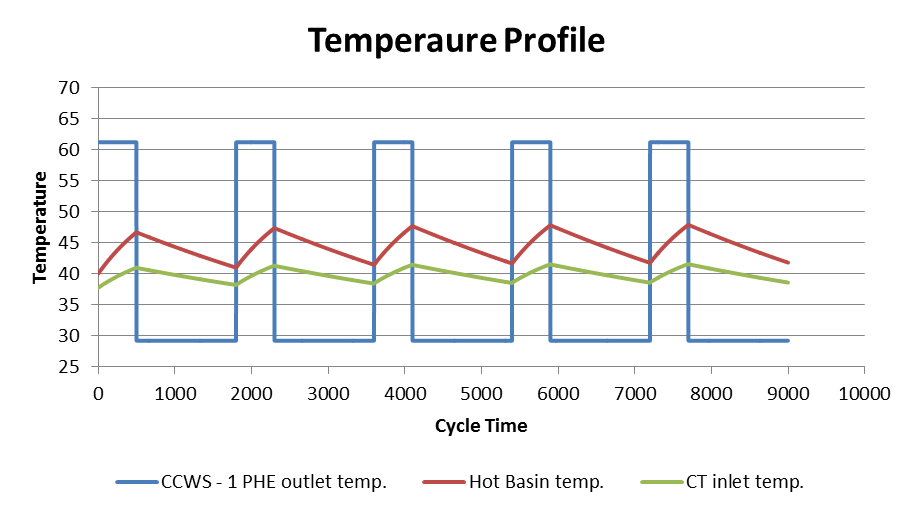 Temperaure Profile
70
65
60
55
50
45
40
35
30
25
Temperature
0 1000 2000 3000 4000 5000 6000 7000 8000 9000 10000
Cycle Time
CCWS - 1 PHE outlet temp. Hot Basin temp. CT inlet temp.